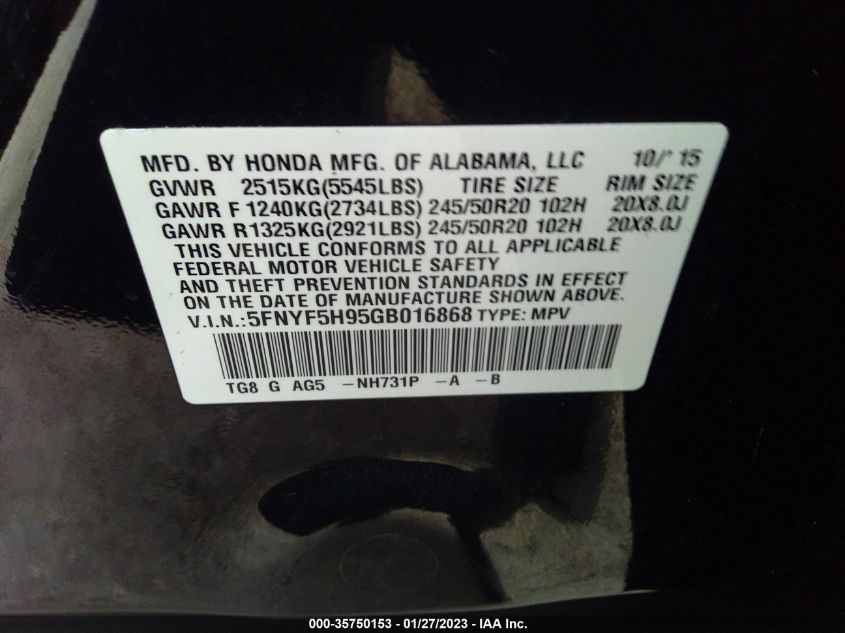 MFD. BY HONDA MFG. OF ALABAMA, LLC 10/'15
GVWR 2515KG(5545LBS) TIRE SIZE RIM SIZE
GAWR F 1240KG(2734LBS) 245/50R20 102H 20X8.0J
GAWR R1325KG(2921LBS) 245/50R20 102H 20X8.0J
THIS VEHICLE CONFORMS TO ALL APPLICABLE
FEDERAL MOTOR VEHICLE SAFETY
AND THEFT PREVENTION STANDARDS IN EFFECT
ON THE DATE OF MANUFACTURE SHOWN ABOVE.
V.I.N.:5FNYF5H95GB016868 TYPE: MPV
TG8 G AG5 -NH731P -A -B
000-35750153 — 01/27/2023 — IAA Inc.